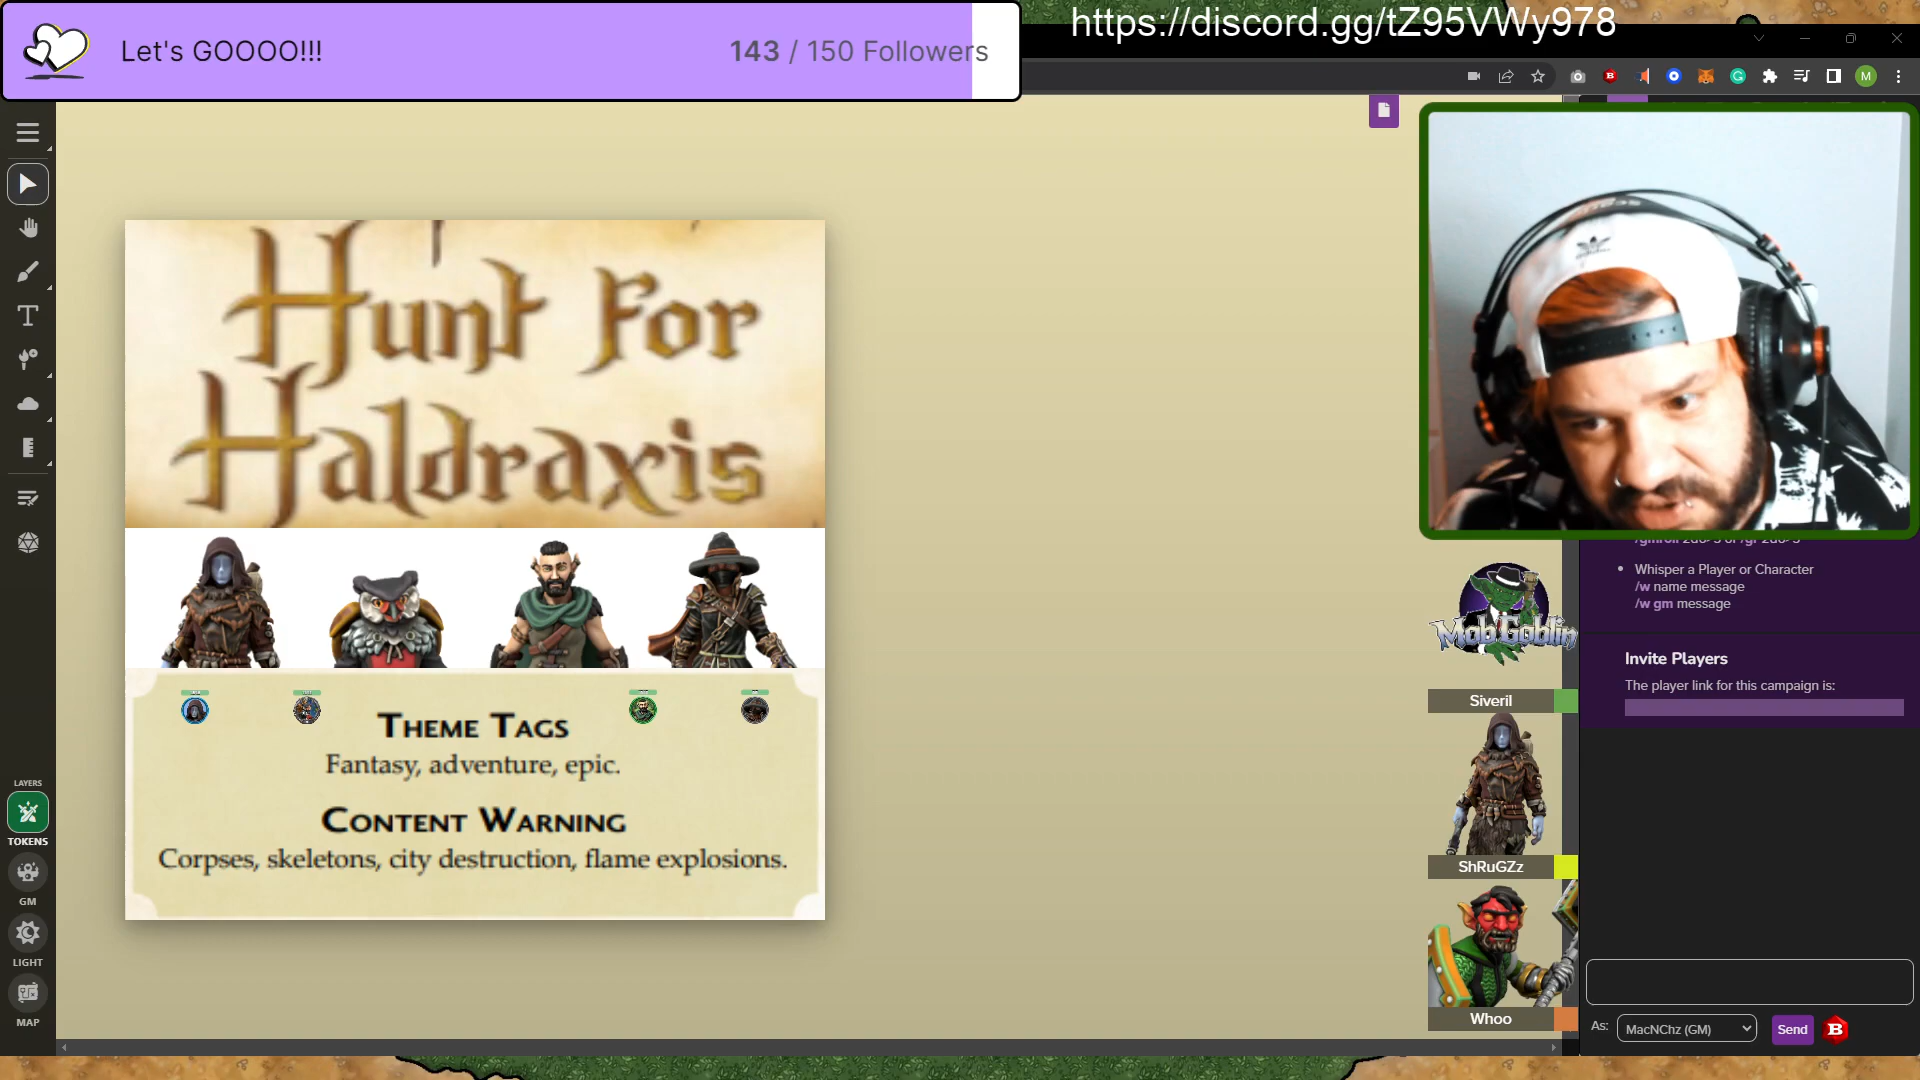 Let's GOOOO!!!
143 / 150 Followers
https://discord.gg/tZ95VWy978
M
Hunt for
Haldraxis
THEME TAGS
Fantasy, adventure, epic.
CONTENT WARNING
Corpses, skeletons, city destruction, flame explosions.
LAYERS
TOKENS
GM
LIGHT
MAP
MobGoblin
Siveril
ShRuGZz
Whoo
Whisper a Player or Character
/w name message
/w gm message
Invite Players
The player link for this campaign is:
As:
MacNChz (GM)
Send
B